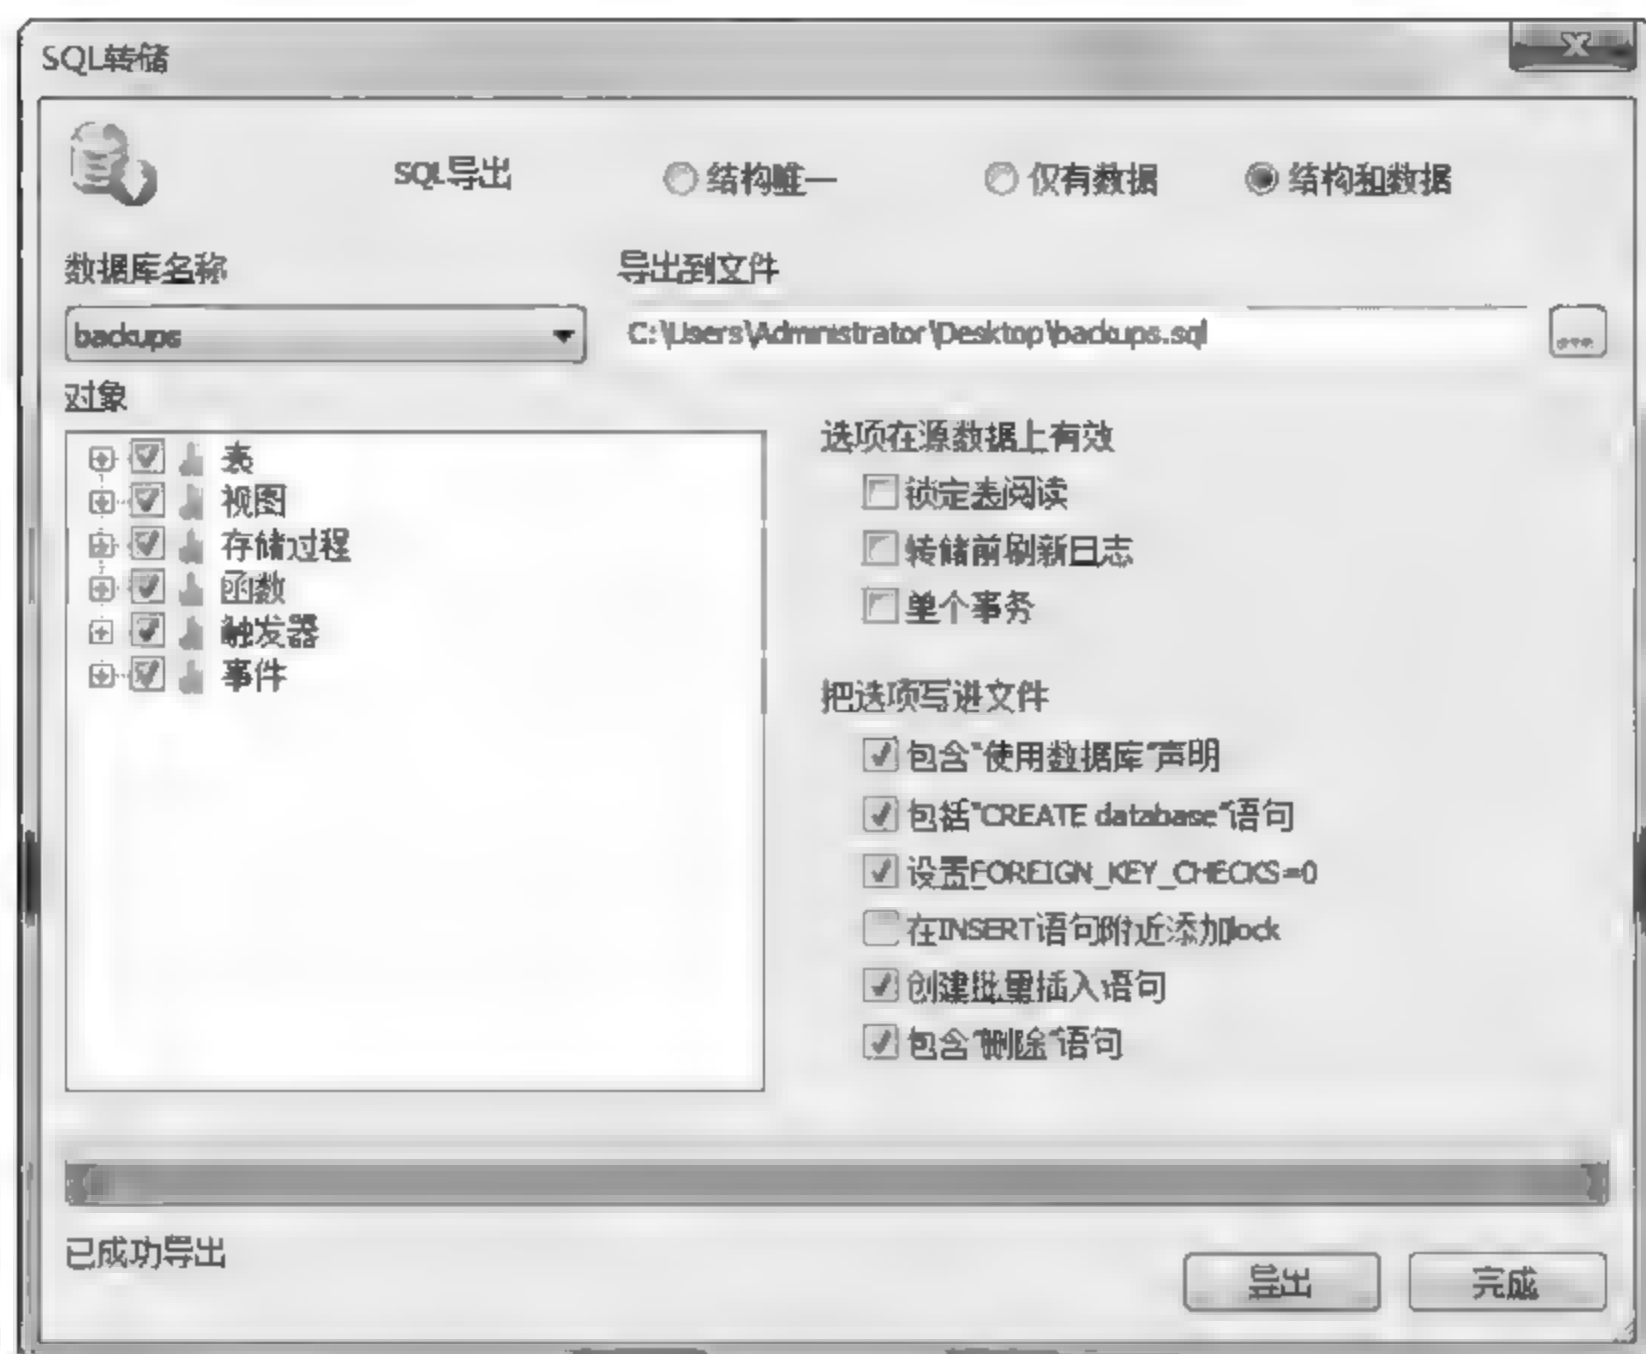 SQL转储
SQL导出 结构唯一 仅有数据 结构和数据
数据库名称 导出到文件
backups C:\Users\Administrator\Desktop\backups.sql ...
对象
表
视图
存储过程
函数
触发器
事件
选项在源数据上有效
锁定表阅读
转储前刷新日志
单个事务
把选项写进文件
包含"使用数据库"声明
包括"CREATE database"语句
设置FOREIGN_KEY_CHECKS=0
在INSERT语句附近添加lock
创建批里插入语句
包含"删除"语句
已成功导出
导出 完成